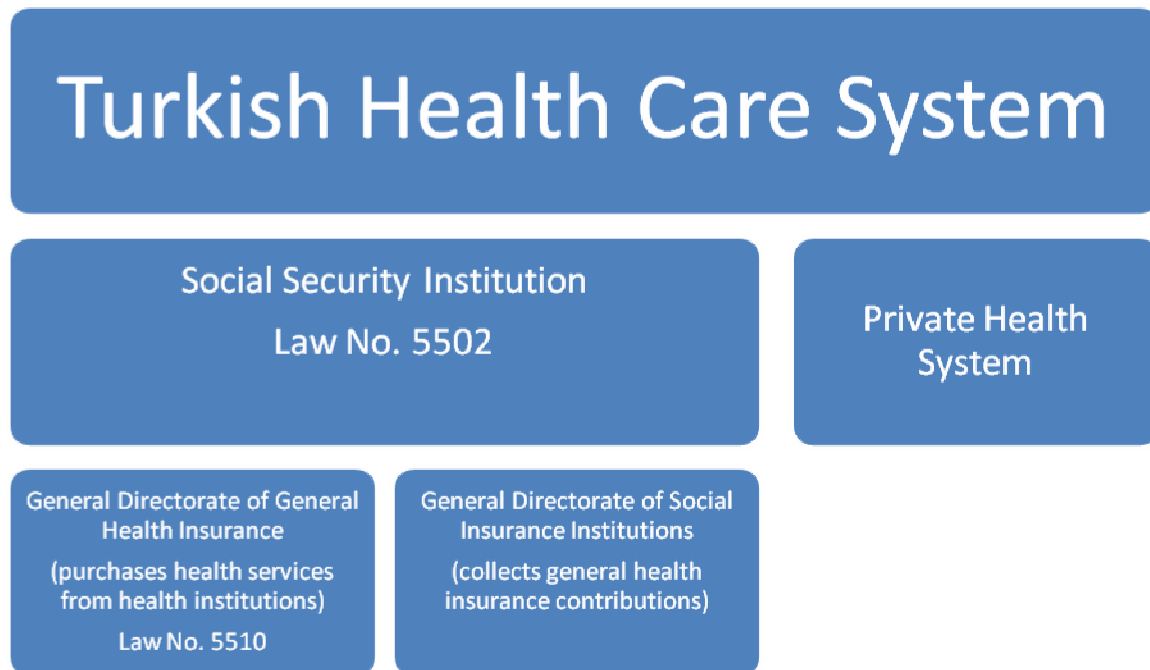 Turkish Health Care System
Social Security Institution
Law No. 5502
Private Health
System
General Directorate of General
Health Insurance
(purchases health services
from health institutions)
Law No. 5510
General Directorate of Social
Insurance Institutions
(collects general health
insurance contributions)